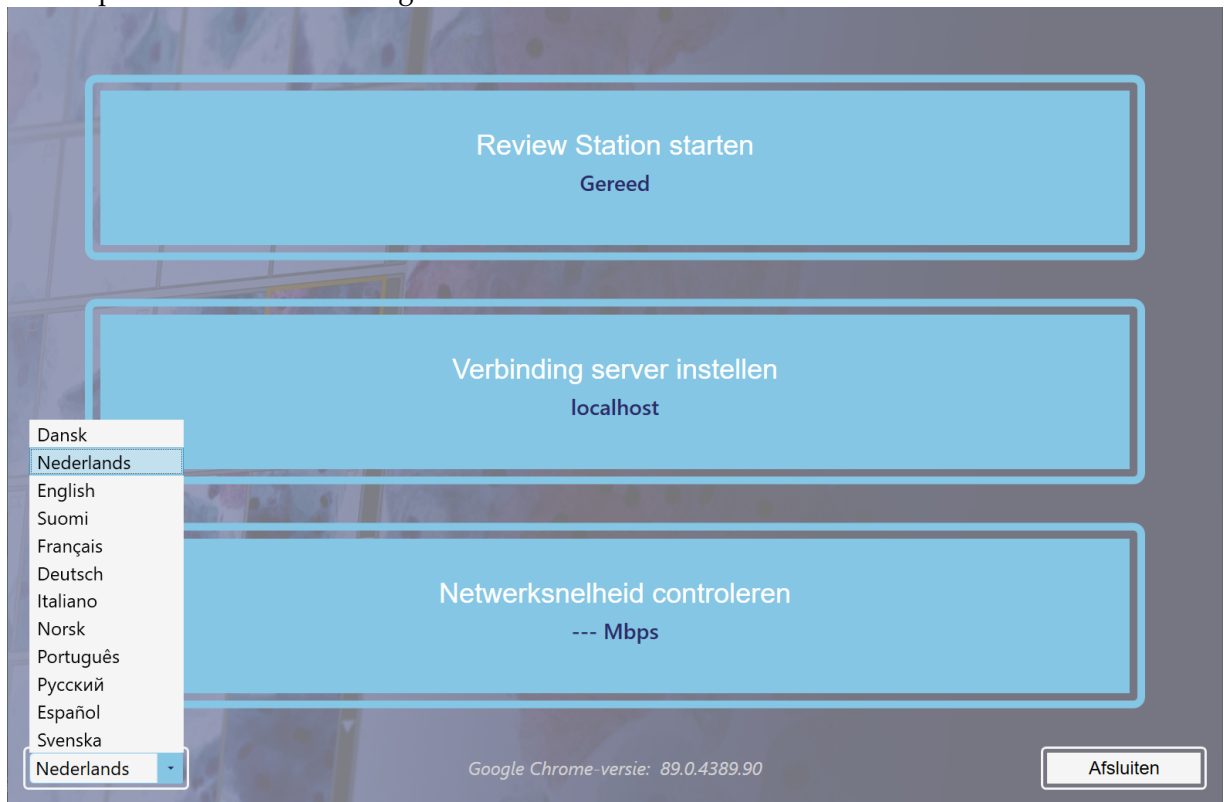 Review Station starten
Gereed
Verbinding server instellen
localhost
Netwerksnelheid controleren
--- Mbps
Dansk
Nederlands
English
Suomi
Français
Deutsch
Italiano
Norsk
Português
Русский
Español
Svenska
Nederlands
Google Chrome-versie: 89.0.4389.90
Afsluiten